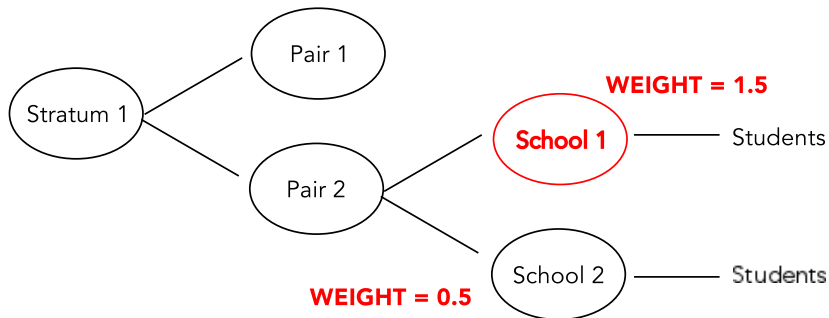 Pair 1
WEIGHT = 1.5
Stratum 1
School 1
Students
Pair 2
School 2
Students
WEIGHT = 0.5